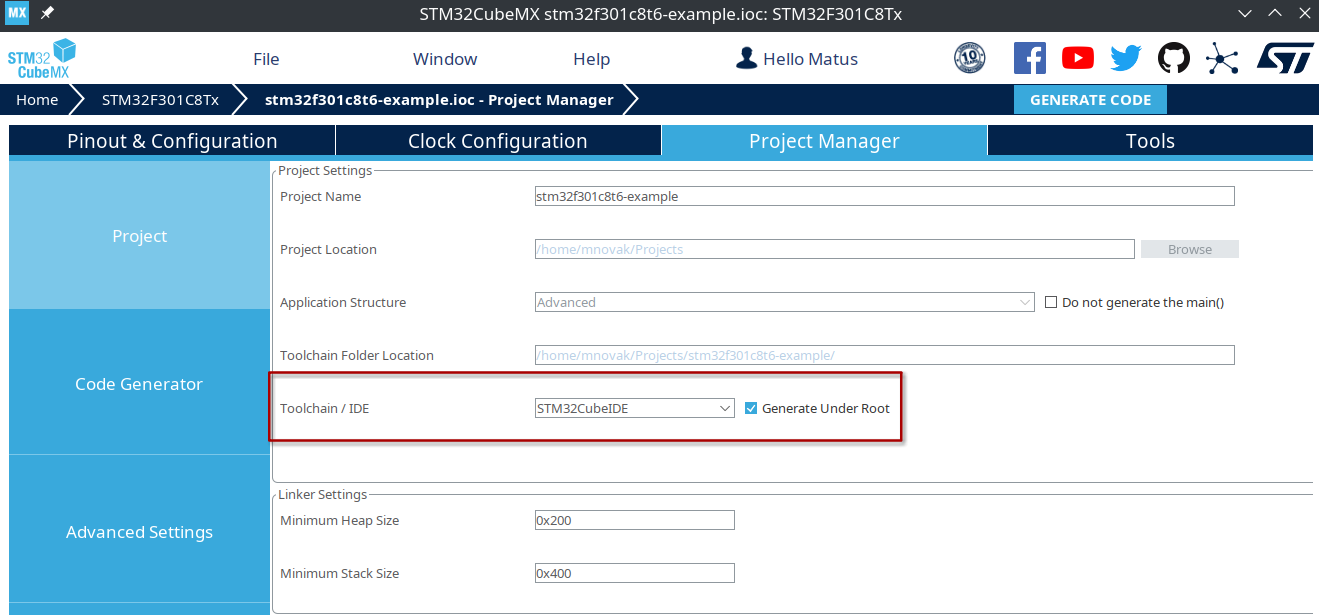 MX
STM32CubeMX stm32f301c8t6-example.ioc: STM32F301C8Tx
STM32
CubeMX
File
Window
Help
Hello Matus
10
Home
STM32F301C8Tx
stm32f301c8t6-example.ioc - Project Manager
GENERATE CODE
Pinout & Configuration
Clock Configuration
Project Manager
Tools
Project
Code Generator
Advanced Settings
Project Settings
Project Name
stm32f301c8t6-example
Project Location
/home/mnovak/Projects
Browse
Application Structure
Advanced
Do not generate the main()
Toolchain Folder Location
/home/mnovak/Projects/stm32f301c8t6-example/
Toolchain / IDE
STM32CubeIDE
Generate Under Root
Linker Settings
Minimum Heap Size
0x200
Minimum Stack Size
0x400